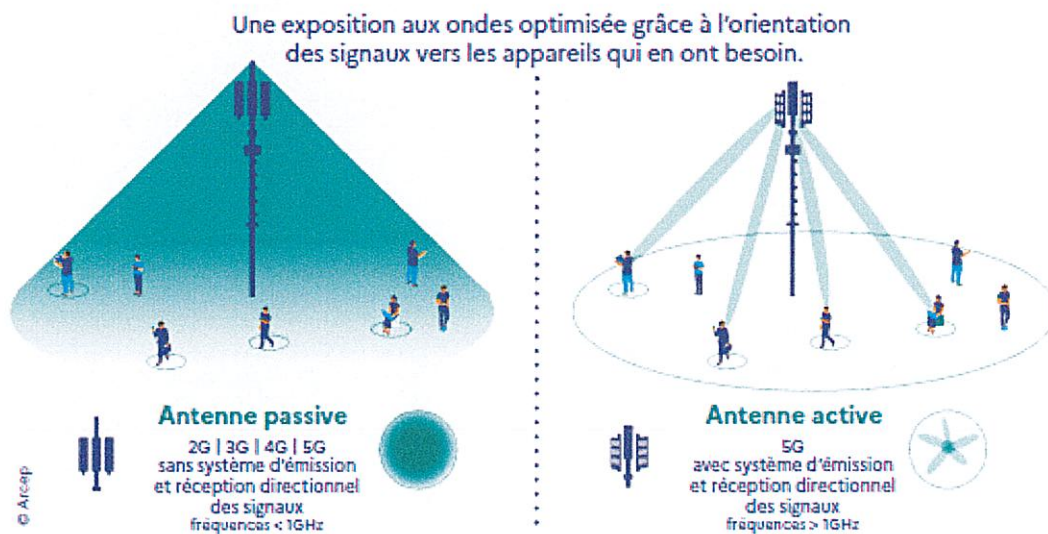 Une exposition aux ondes optimisée grâce à l'orientation
des signaux vers les appareils qui en ont besoin.
Antenne passive
2G | 3G | 4G | 5G
sans système d'émission
et réception directionnel
des signaux
fréquences < 1GHz
Antenne active
5G
avec système d'émission
et réception directionnel
des signaux
fréquences > 1GHz
© Arcep